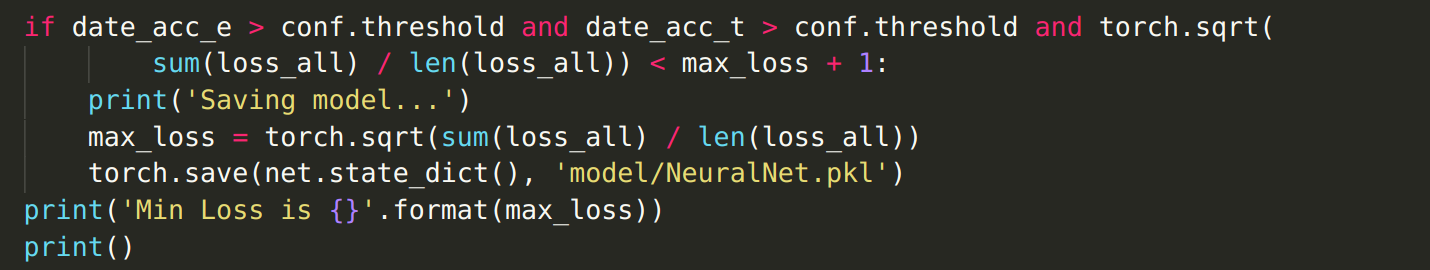 if date_acc_e > conf.threshold and date_acc_t > conf.threshold and torch.sqrt(
        sum(loss_all) / len(loss_all)) < max_loss + 1:
    print('Saving model...')
    max_loss = torch.sqrt(sum(loss_all) / len(loss_all))
    torch.save(net.state_dict(), 'model/NeuralNet.pkl')
print('Min Loss is {}'.format(max_loss))
print()